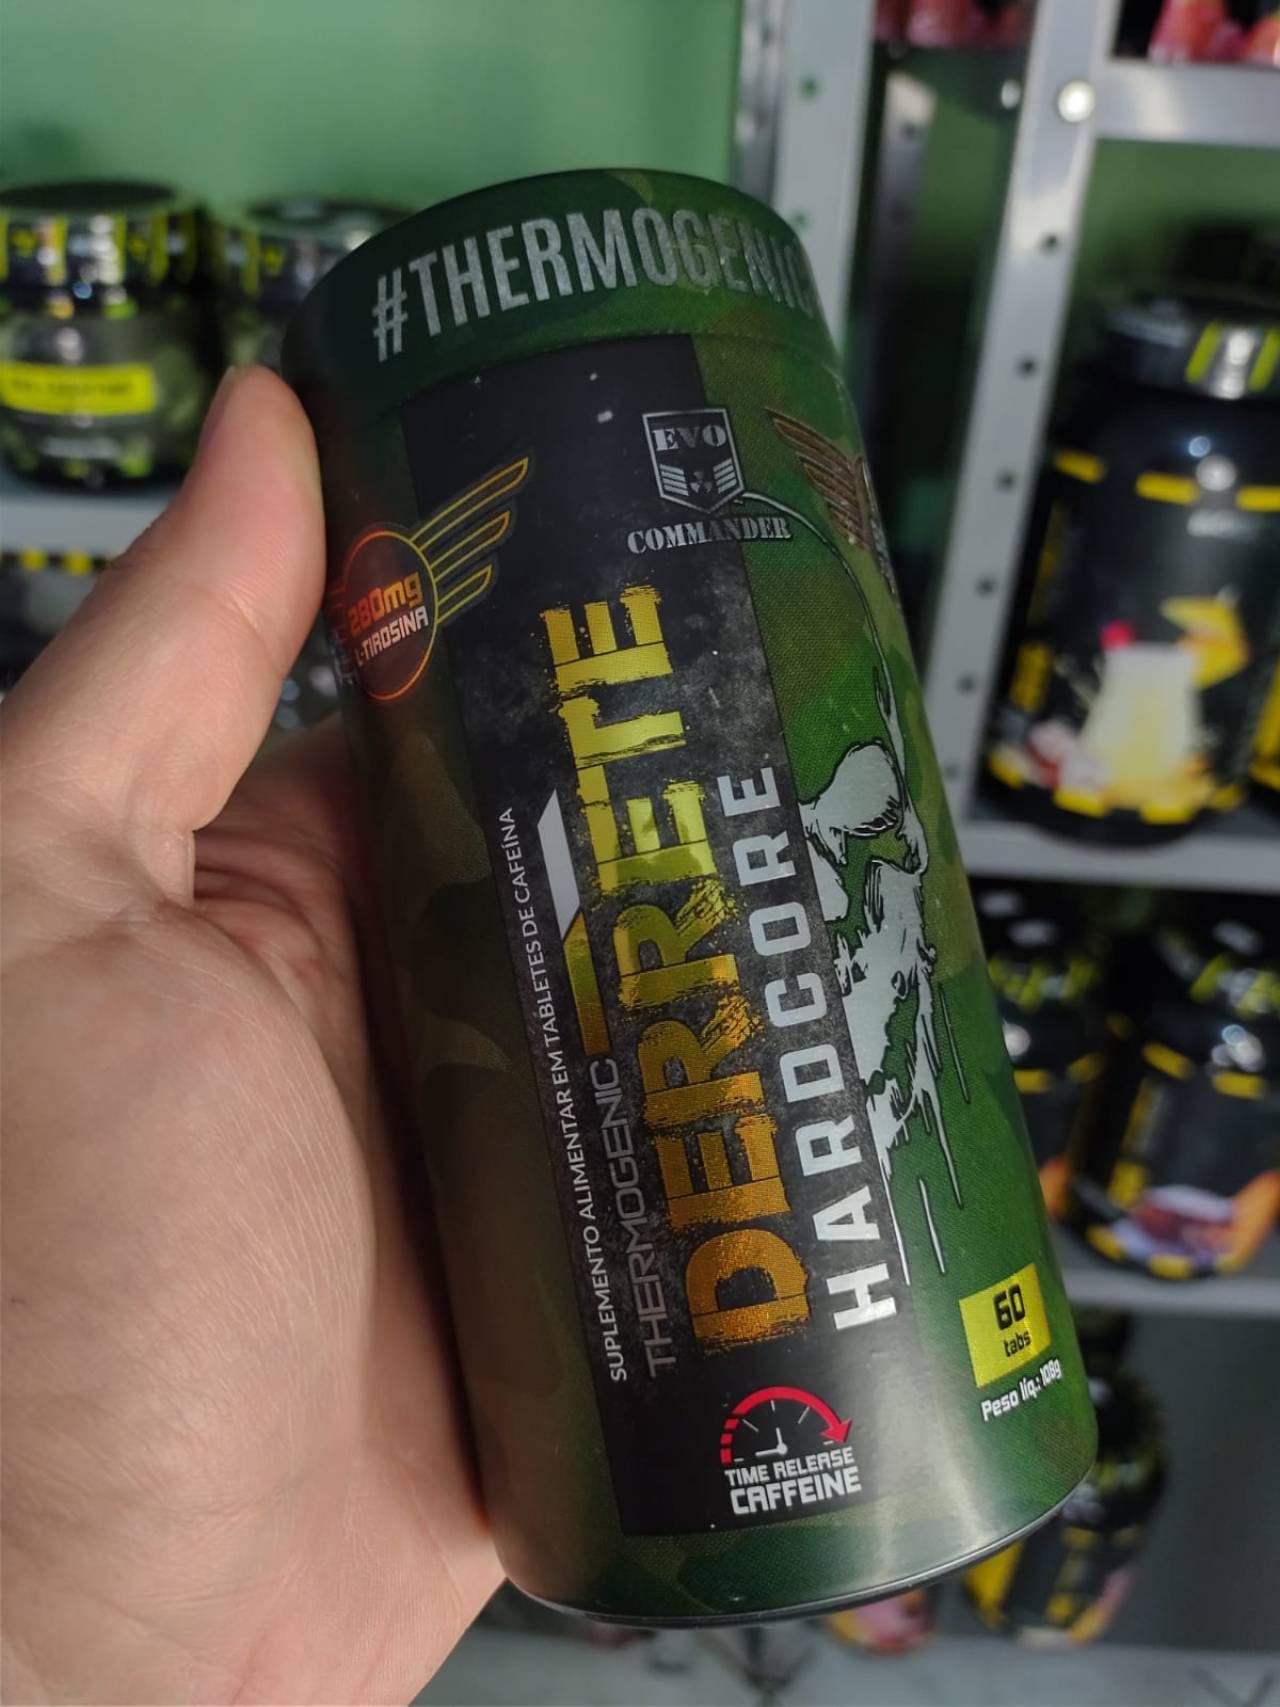 #THERMOGENIC
EVO
COMMANDER
280mg
L-TIROSINA
SUPLEMENTO ALIMENTAR EM TABLETES DE CAFEÍNA
THERMOGENIC
DERRETE
HARDCORE
60
tabs
Peso líq.: 108g
TIME RELEASE
CAFFEINE